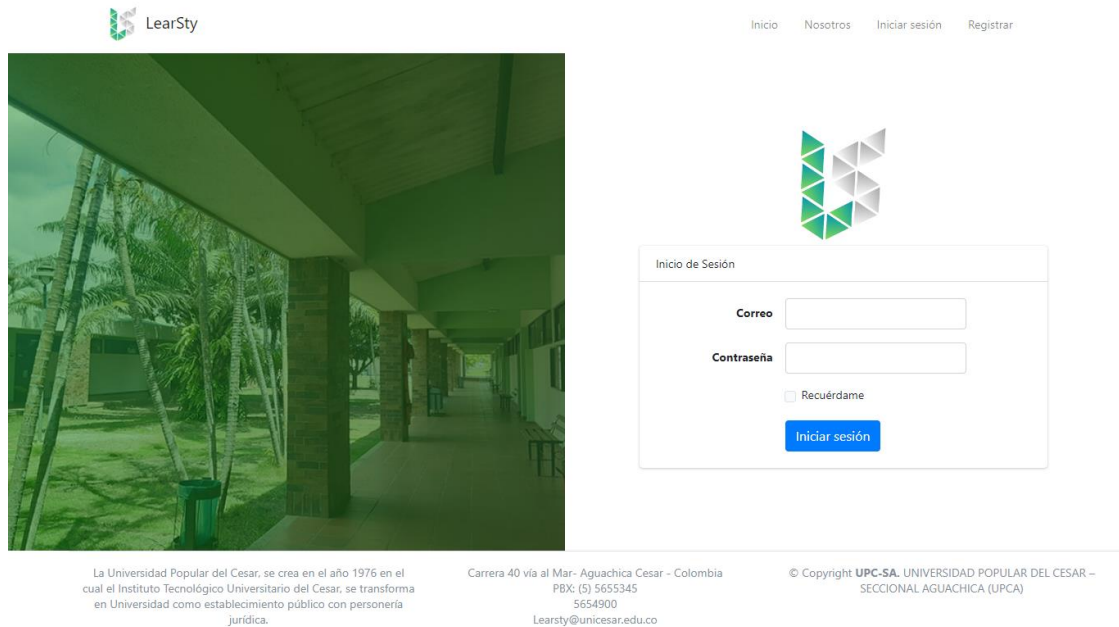 LearSty
Inicio Nosotros Iniciar sesión Registrar
Inicio de Sesión
Correo
Contraseña
Recuérdame
Iniciar sesión
La Universidad Popular del Cesar, se crea en el año 1976 en el
cual el Instituto Tecnológico Universitario del Cesar, se transforma
en Universidad como establecimiento público con personería
jurídica.
Carrera 40 vía al Mar- Aguachica Cesar - Colombia
PBX: (5) 5655345
5654900
Learsty@unicesar.edu.co
© Copyright UPC-SA. UNIVERSIDAD POPULAR DEL CESAR –
SECCIONAL AGUACHICA (UPCA)